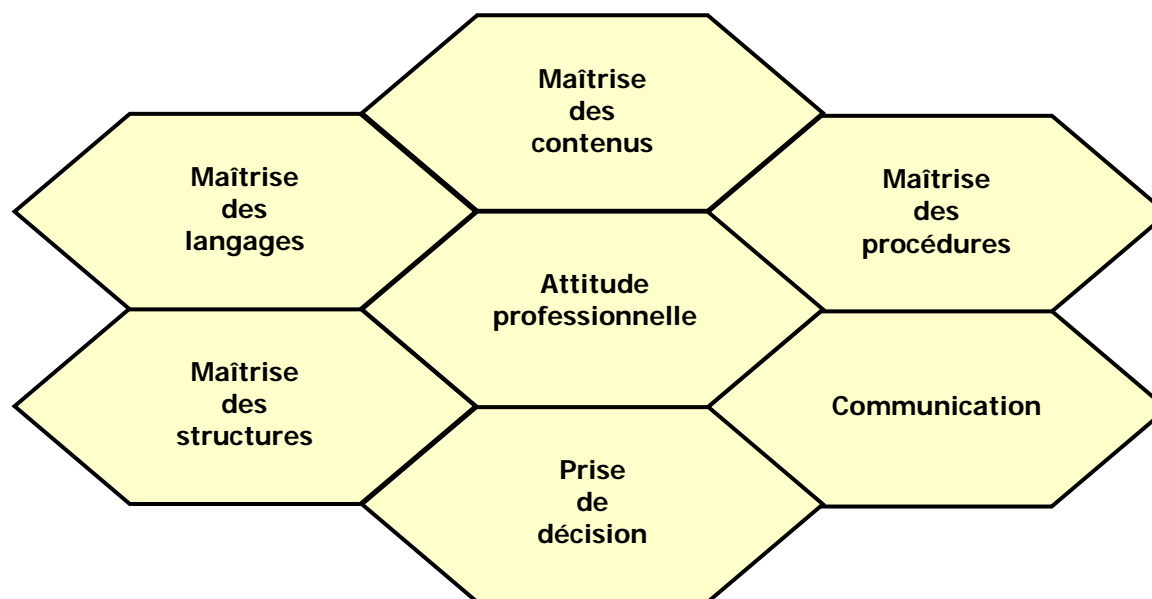 Maîtrise
des
contenus
Maîtrise
des
langages
Maîtrise
des
procédures
Attitude
professionnelle
Maîtrise
des
structures
Communication
Prise
de
décision